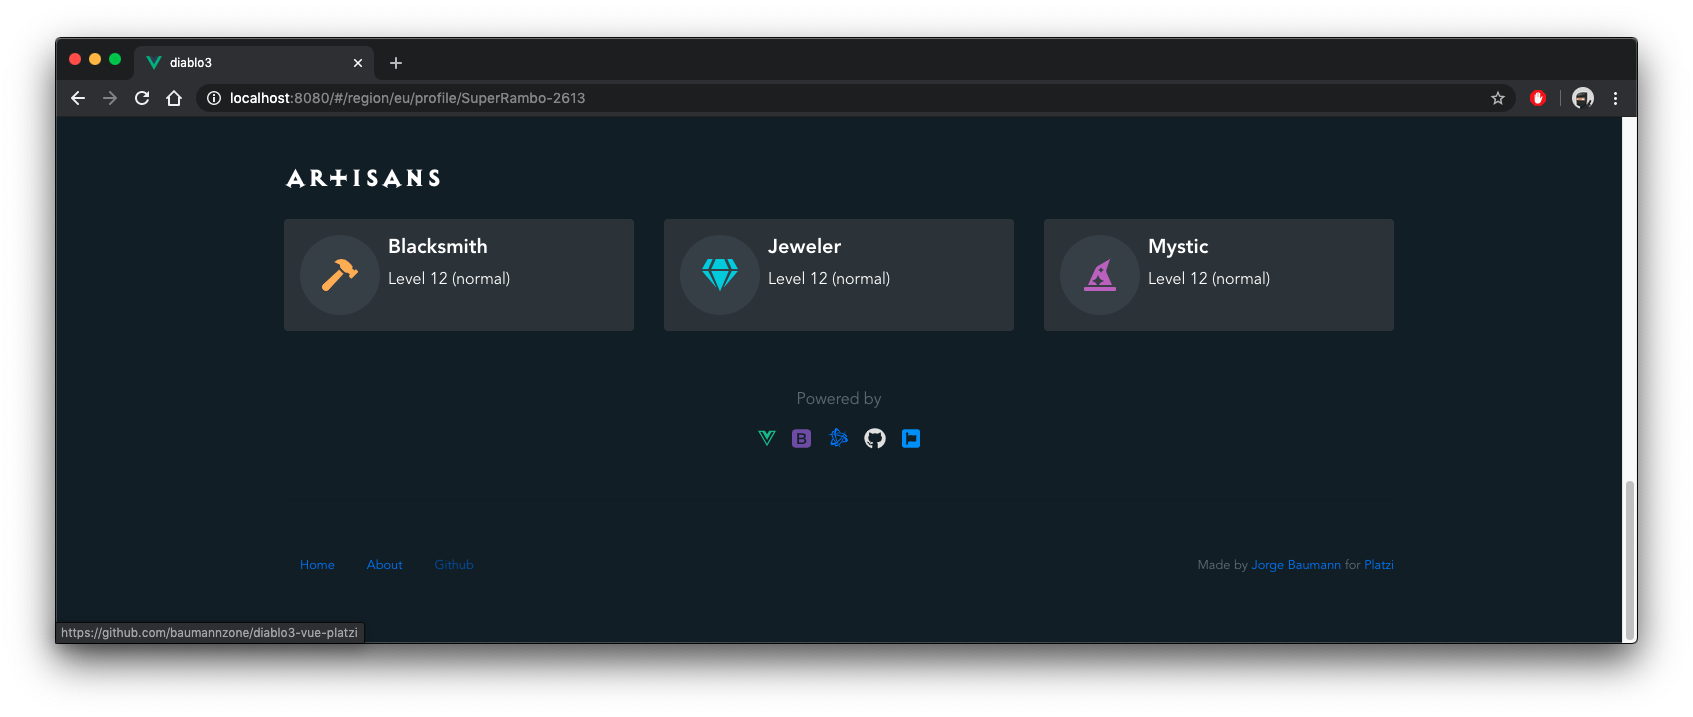 diablo3
localhost:8080/#/region/eu/profile/SuperRambo-2613
ARTISANS
Blacksmith
Level 12 (normal)
Jeweler
Level 12 (normal)
Mystic
Level 12 (normal)
Powered by
B
Home About Github
Made by Jorge Baumann for Platzi
https://github.com/baumannzone/diablo3-vue-platzi